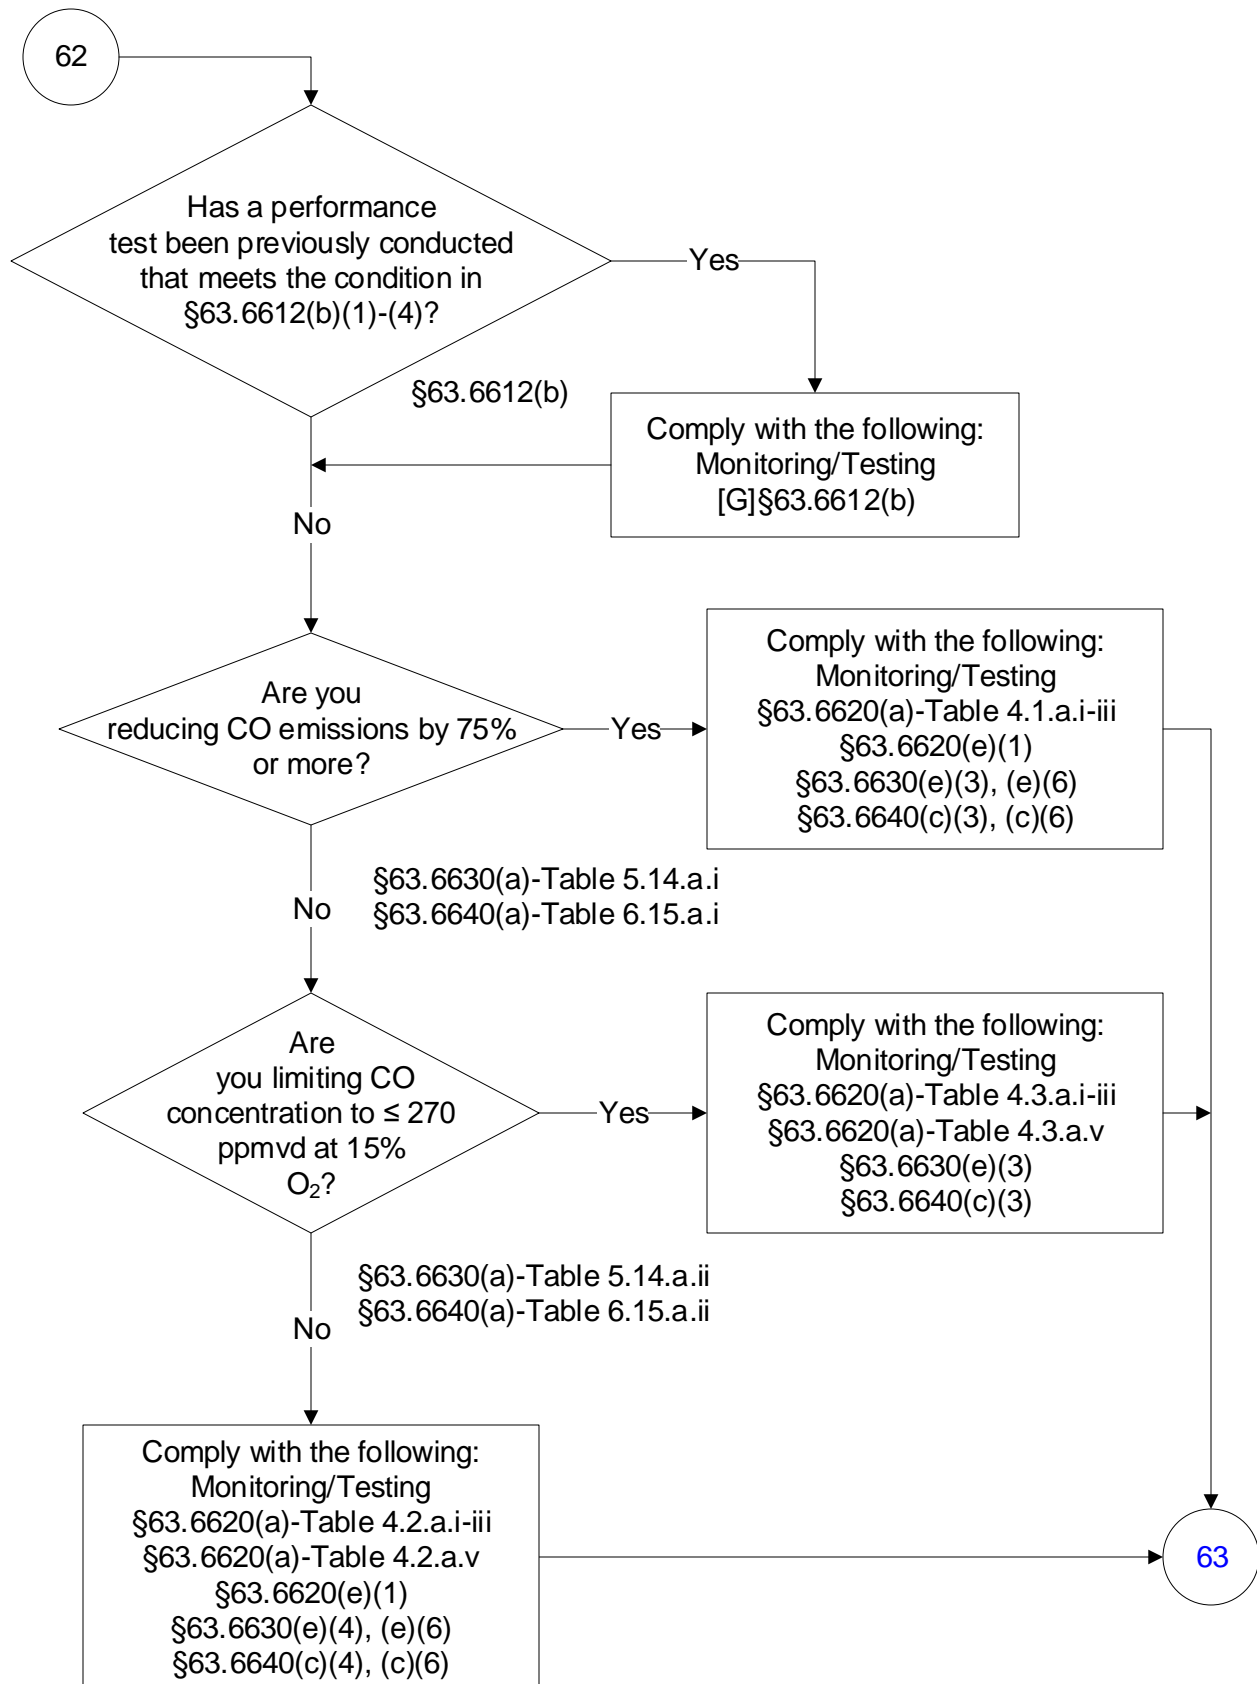 62
Has a performance
test been previously conducted
that meets the condition in
§63.6612(b)(1)-(4)?
Yes
§63.6612(b)
Comply with the following:
Monitoring/Testing
[G]§63.6612(b)
No
Are you
reducing CO emissions by 75%
or more?
Yes
Comply with the following:
Monitoring/Testing
§63.6620(a)-Table 4.1.a.i-iii
§63.6620(e)(1)
§63.6630(e)(3), (e)(6)
§63.6640(c)(3), (c)(6)
§63.6630(a)-Table 5.14.a.i
§63.6640(a)-Table 6.15.a.i
No
Are
you limiting CO
concentration to ≤ 270
ppmvd at 15%
O₂?
Yes
Comply with the following:
Monitoring/Testing
§63.6620(a)-Table 4.3.a.i-iii
§63.6620(a)-Table 4.3.a.v
§63.6630(e)(3)
§63.6640(c)(3)
§63.6630(a)-Table 5.14.a.ii
§63.6640(a)-Table 6.15.a.ii
No
Comply with the following:
Monitoring/Testing
§63.6620(a)-Table 4.2.a.i-iii
§63.6620(a)-Table 4.2.a.v
§63.6620(e)(1)
§63.6630(e)(4), (e)(6)
§63.6640(c)(4), (c)(6)
63